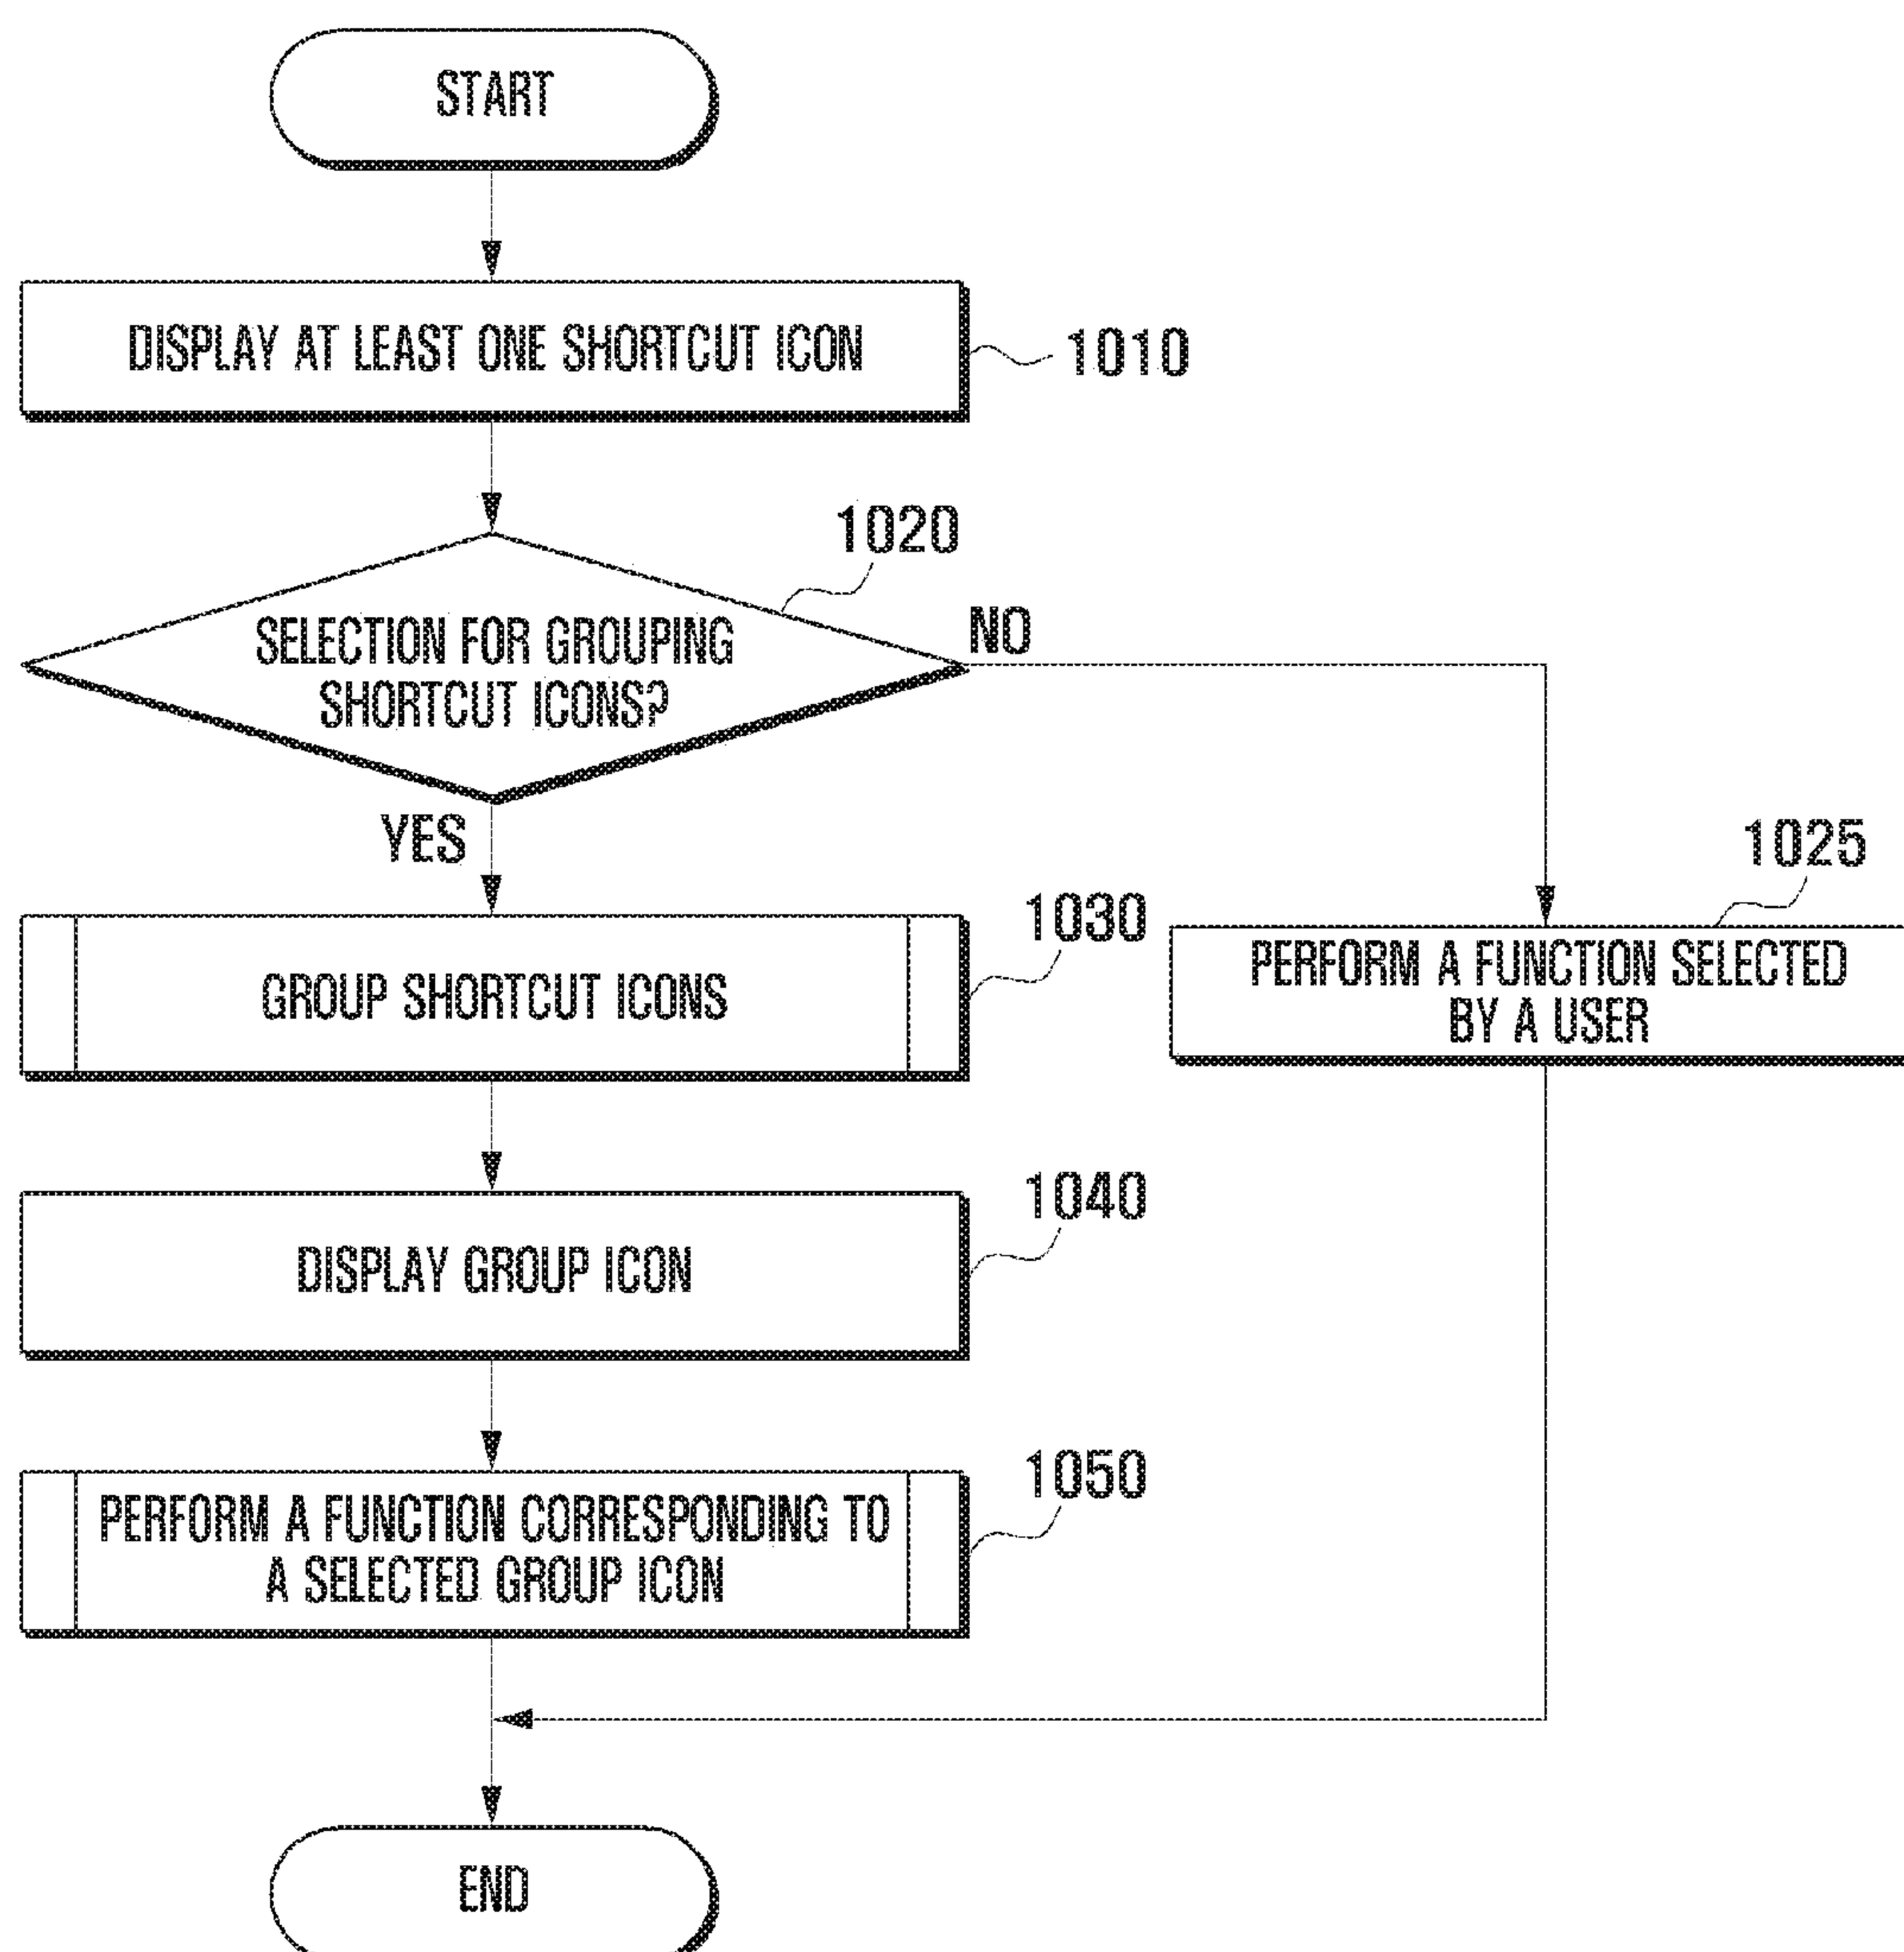 START
DISPLAY AT LEAST ONE SHORTCUT ICON
1010
1020
SELECTION FOR GROUPING
SHORTCUT ICONS?
NO
YES
1025
1030
GROUP SHORTCUT ICONS
PERFORM A FUNCTION SELECTED
BY A USER
1040
DISPLAY GROUP ICON
1050
PERFORM A FUNCTION CORRESPONDING TO
A SELECTED GROUP ICON
END